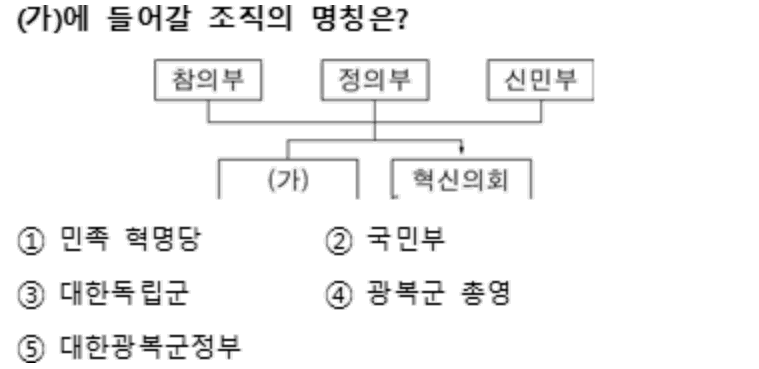 (가)에 들어갈 조직의 명칭은?
참의부 정의부 신민부
(가) 혁신의회
① 민족 혁명당 ② 국민부
③ 대한독립군 ④ 광복군 총영
⑤ 대한광복군정부